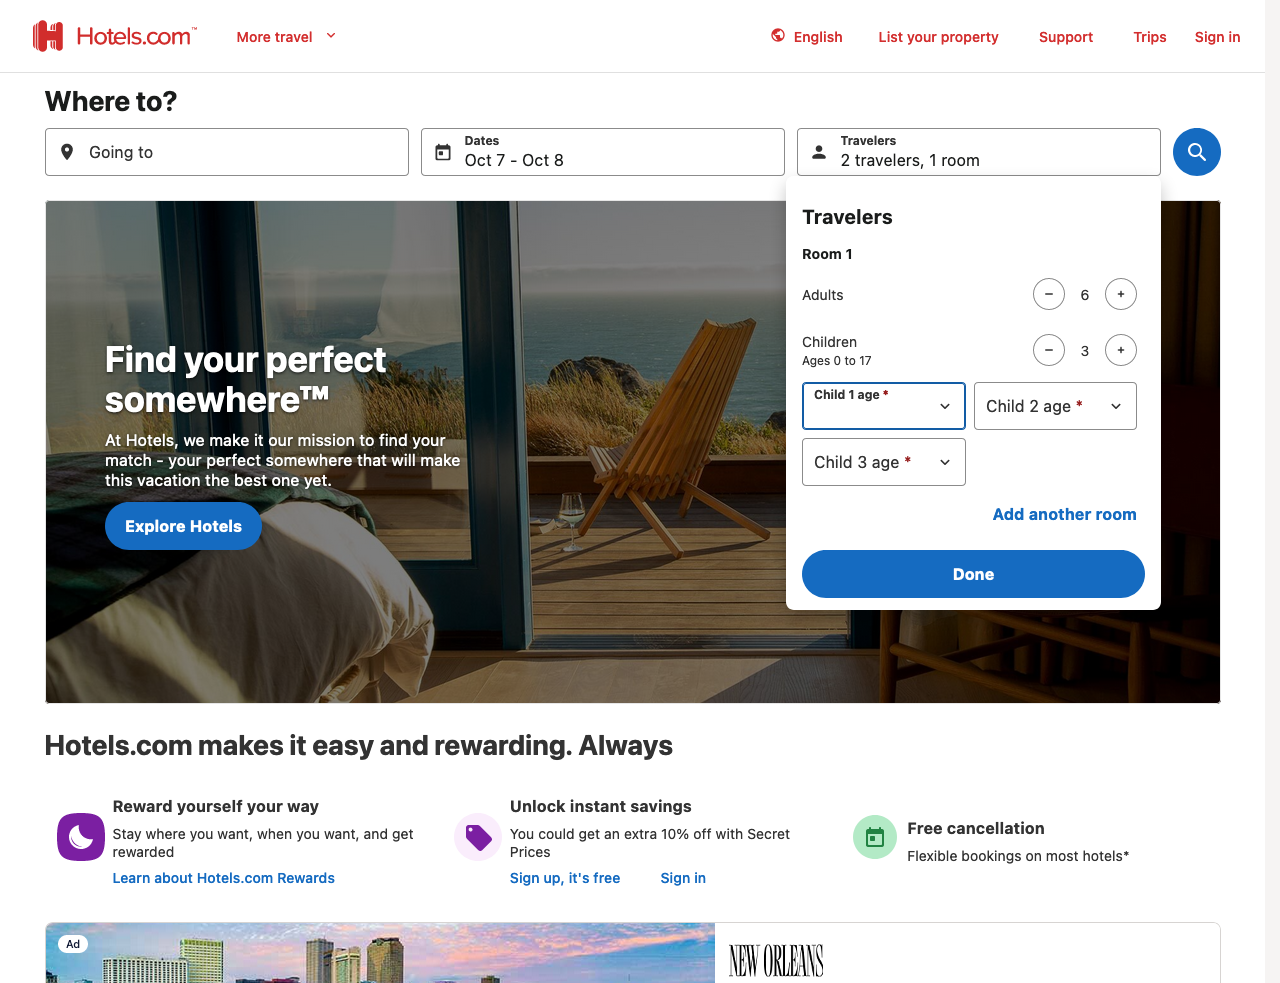 Hotels.com™
More travel
English
List your property
Support
Trips
Sign in
Where to?
Going to
Dates
Oct 7 - Oct 8
Travelers
2 travelers, 1 room
Travelers
Room 1
Adults
6
Children
Ages 0 to 17
3
Child 1 age *
Child 2 age *
Child 3 age *
Add another room
Done
Find your perfect
somewhere™
At Hotels, we make it our mission to find your
match - your perfect somewhere that will make
this vacation the best one yet.
Explore Hotels
Hotels.com makes it easy and rewarding. Always
Reward yourself your way
Stay where you want, when you want, and get
rewarded
Learn about Hotels.com Rewards
Unlock instant savings
You could get an extra 10% off with Secret
Prices
Sign up, it's free
Sign in
Free cancellation
Flexible bookings on most hotels*
Ad
NEW ORLEANS